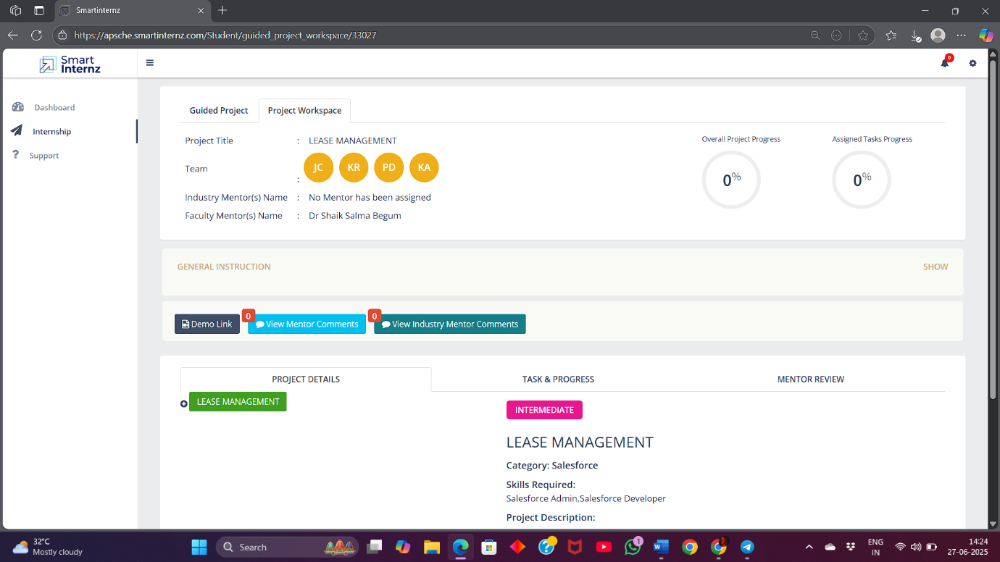 Smartinternz
https://apsche.smartinternz.com/Student/guided_project_workspace/33027
Smart
Internz
0
Dashboard
Internship
Support
Guided Project
Project Workspace
Project Title : LEASE MANAGEMENT
Team : JC KR PD KA
Industry Mentor(s) Name : No Mentor has been assigned
Faculty Mentor(s) Name : Dr Shaik Salma Begum
Overall Project Progress
0%
Assigned Tasks Progress
0%
GENERAL INSTRUCTION
SHOW
Demo Link
0
View Mentor Comments
0
View Industry Mentor Comments
PROJECT DETAILS
TASK & PROGRESS
MENTOR REVIEW
LEASE MANAGEMENT
INTERMEDIATE
LEASE MANAGEMENT
Category: Salesforce
Skills Required:
Salesforce Admin,Salesforce Developer
Project Description:
32°C
Mostly cloudy
Search
1
ENG
IN
14:24
27-06-2025